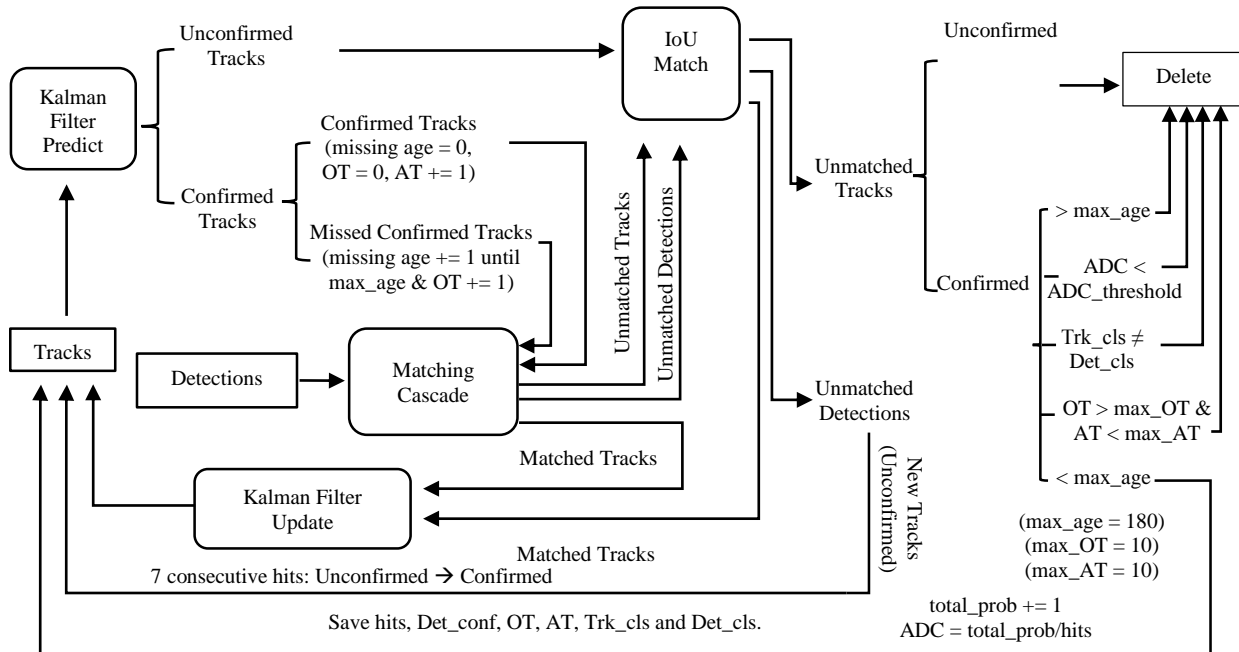 Unconfirmed
Tracks
IoU
Match
Unconfirmed
Delete
Kalman
Filter
Predict
Confirmed Tracks
(missing age = 0,
OT = 0, AT += 1)
Confirmed
Tracks
Missed Confirmed Tracks
(missing age += 1 until
max_age & OT += 1)
Unmatched Tracks
Unmatched Detections
Unmatched
Tracks
> max_age
Confirmed
ADC <
ADC_threshold
Trk_cls ≠
Det_cls
OT > max_OT &
AT < max_AT
< max_age
Tracks
Detections
Matching
Cascade
Unmatched
Detections
Matched Tracks
New Tracks
(Unconfirmed)
Kalman Filter
Update
Matched Tracks
(max_age = 180)
(max_OT = 10)
(max_AT = 10)
7 consecutive hits: Unconfirmed → Confirmed
Save hits, Det_conf, OT, AT, Trk_cls and Det_cls.
total_prob += 1
ADC = total_prob/hits